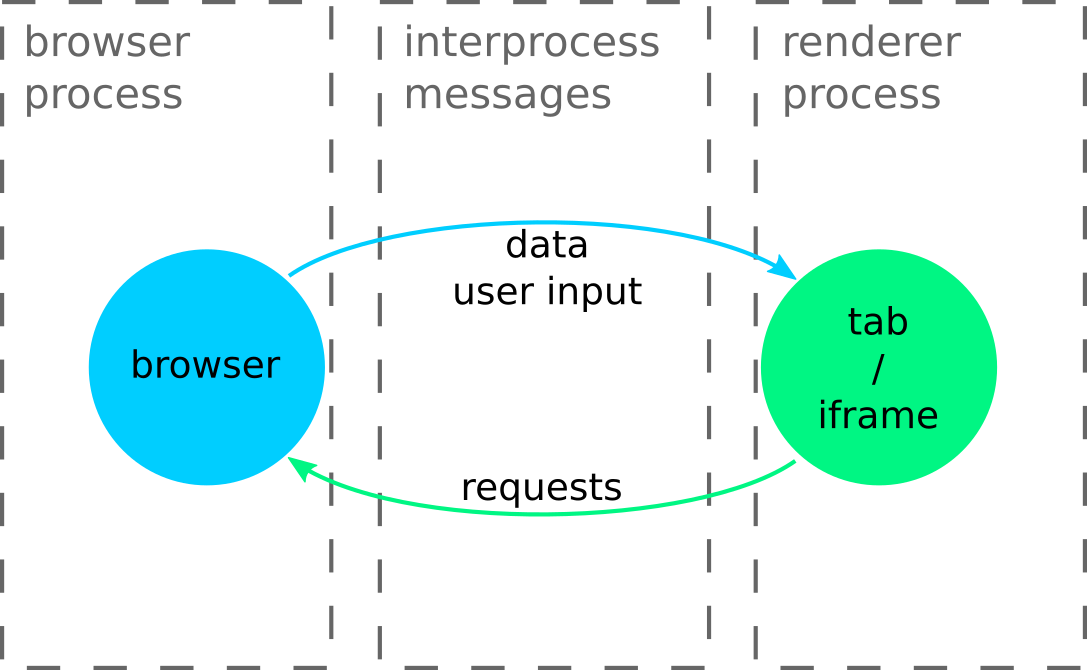 browser
process
interprocess
messages
renderer
process
data
user input
browser
tab
/
iframe
requests